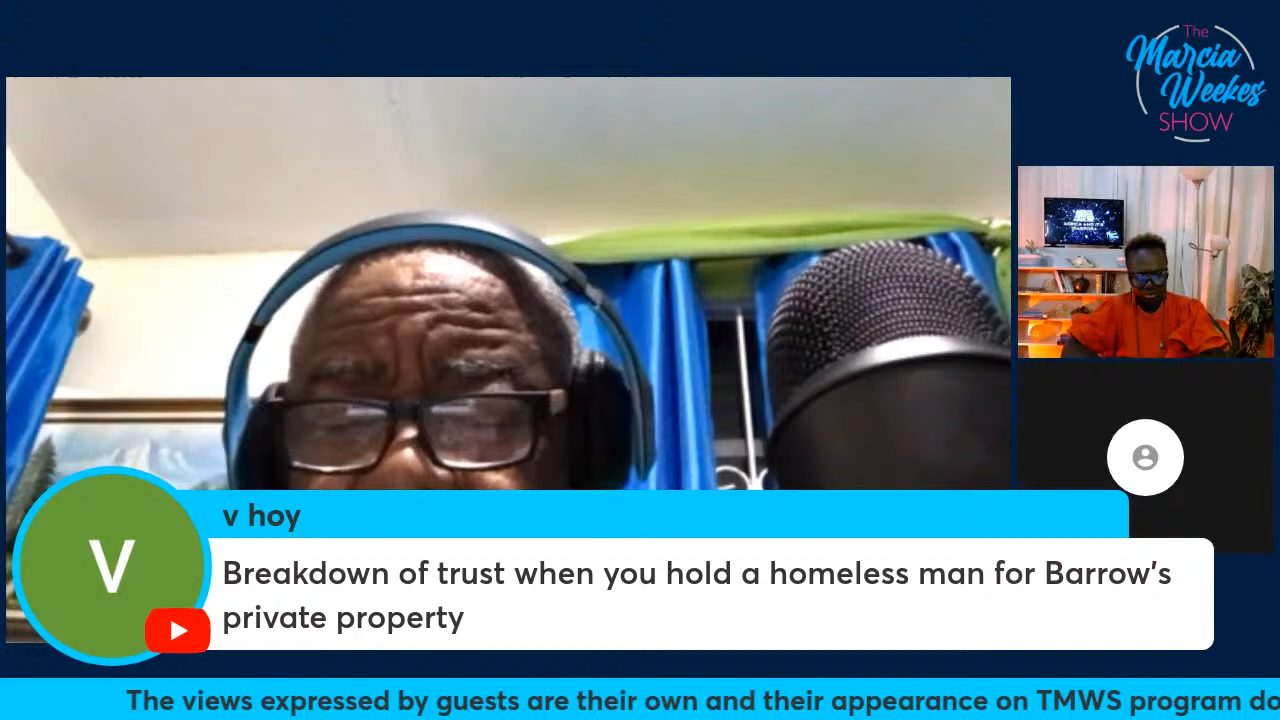 The
Marcia
Weekes
SHOW
V
v hoy
Breakdown of trust when you hold a homeless man for Barrow's
private property
The views expressed by guests are their own and their appearance on TMWS program do